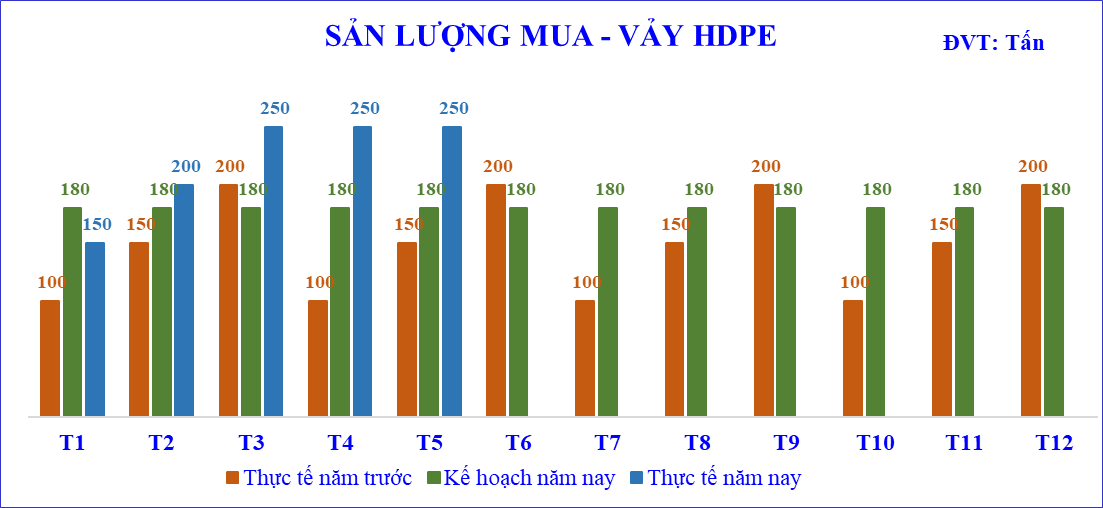 SẢN LƯỢNG MUA - VẢY HDPE
ĐVT: Tấn
250 250 250
200 200 200 200 200
180 180 180 180 180 180 180 180 180 180 180 180
150 150 150 150 150
100 100 100 100
T1 T2 T3 T4 T5 T6 T7 T8 T9 T10 T11 T12
Thực tế năm trước Kế hoạch năm nay Thực tế năm nay